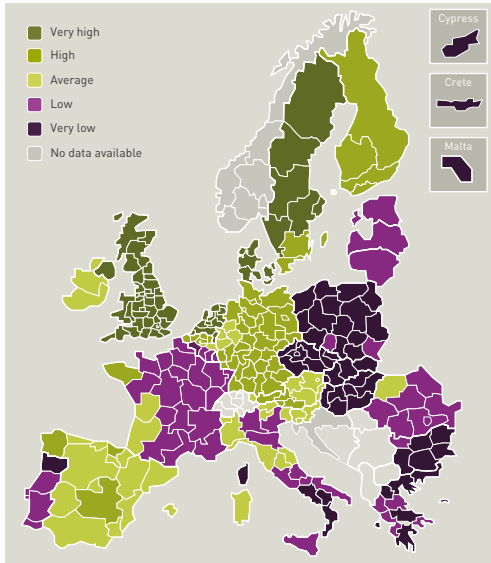 Very high
High
Average
Low
Very low
No data available
Cypress
Crete
Malta